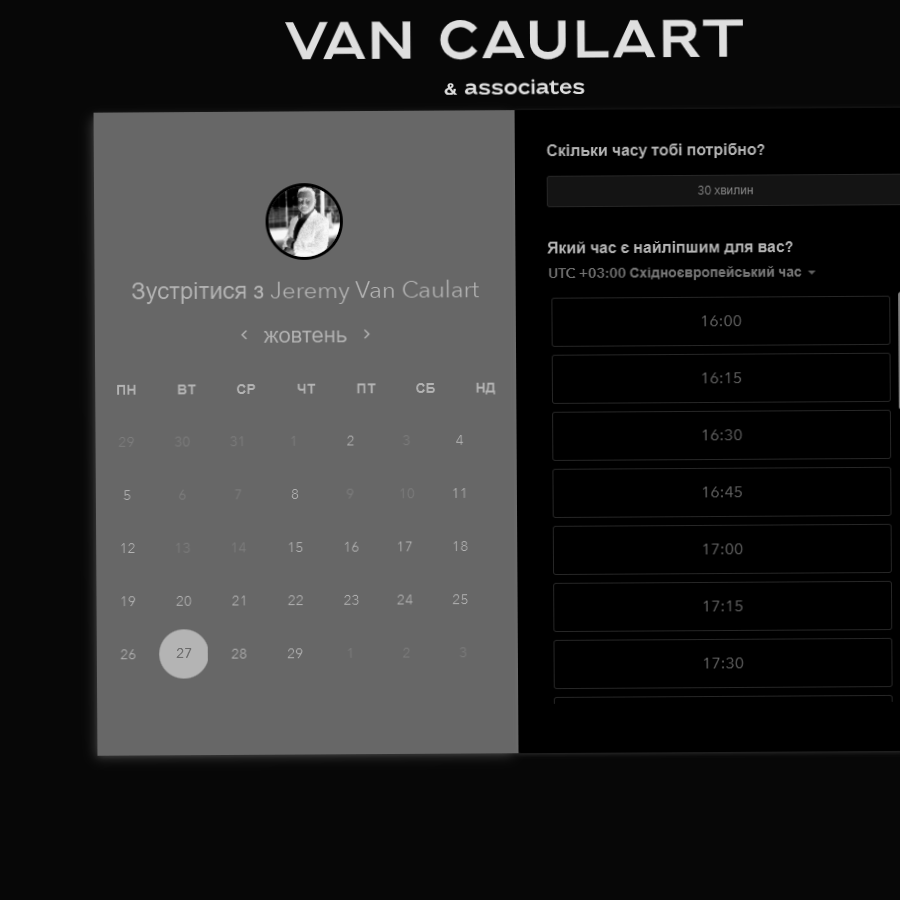 VAN CAULART
& associates
Зустрітися з Jeremy Van Caulart
жовтень
ПН ВТ СР ЧТ ПТ СБ НД
29 30 31 1 2 3 4
5 6 7 8 9 10 11
12 13 14 15 16 17 18
19 20 21 22 23 24 25
26 27 28 29 1 2 3
Скільки часу тобі потрібно?
30 хвилин
Який час є найліпшим для вас?
UTC +03:00 Східноєвропейський час
16:00
16:15
16:30
16:45
17:00
17:15
17:30